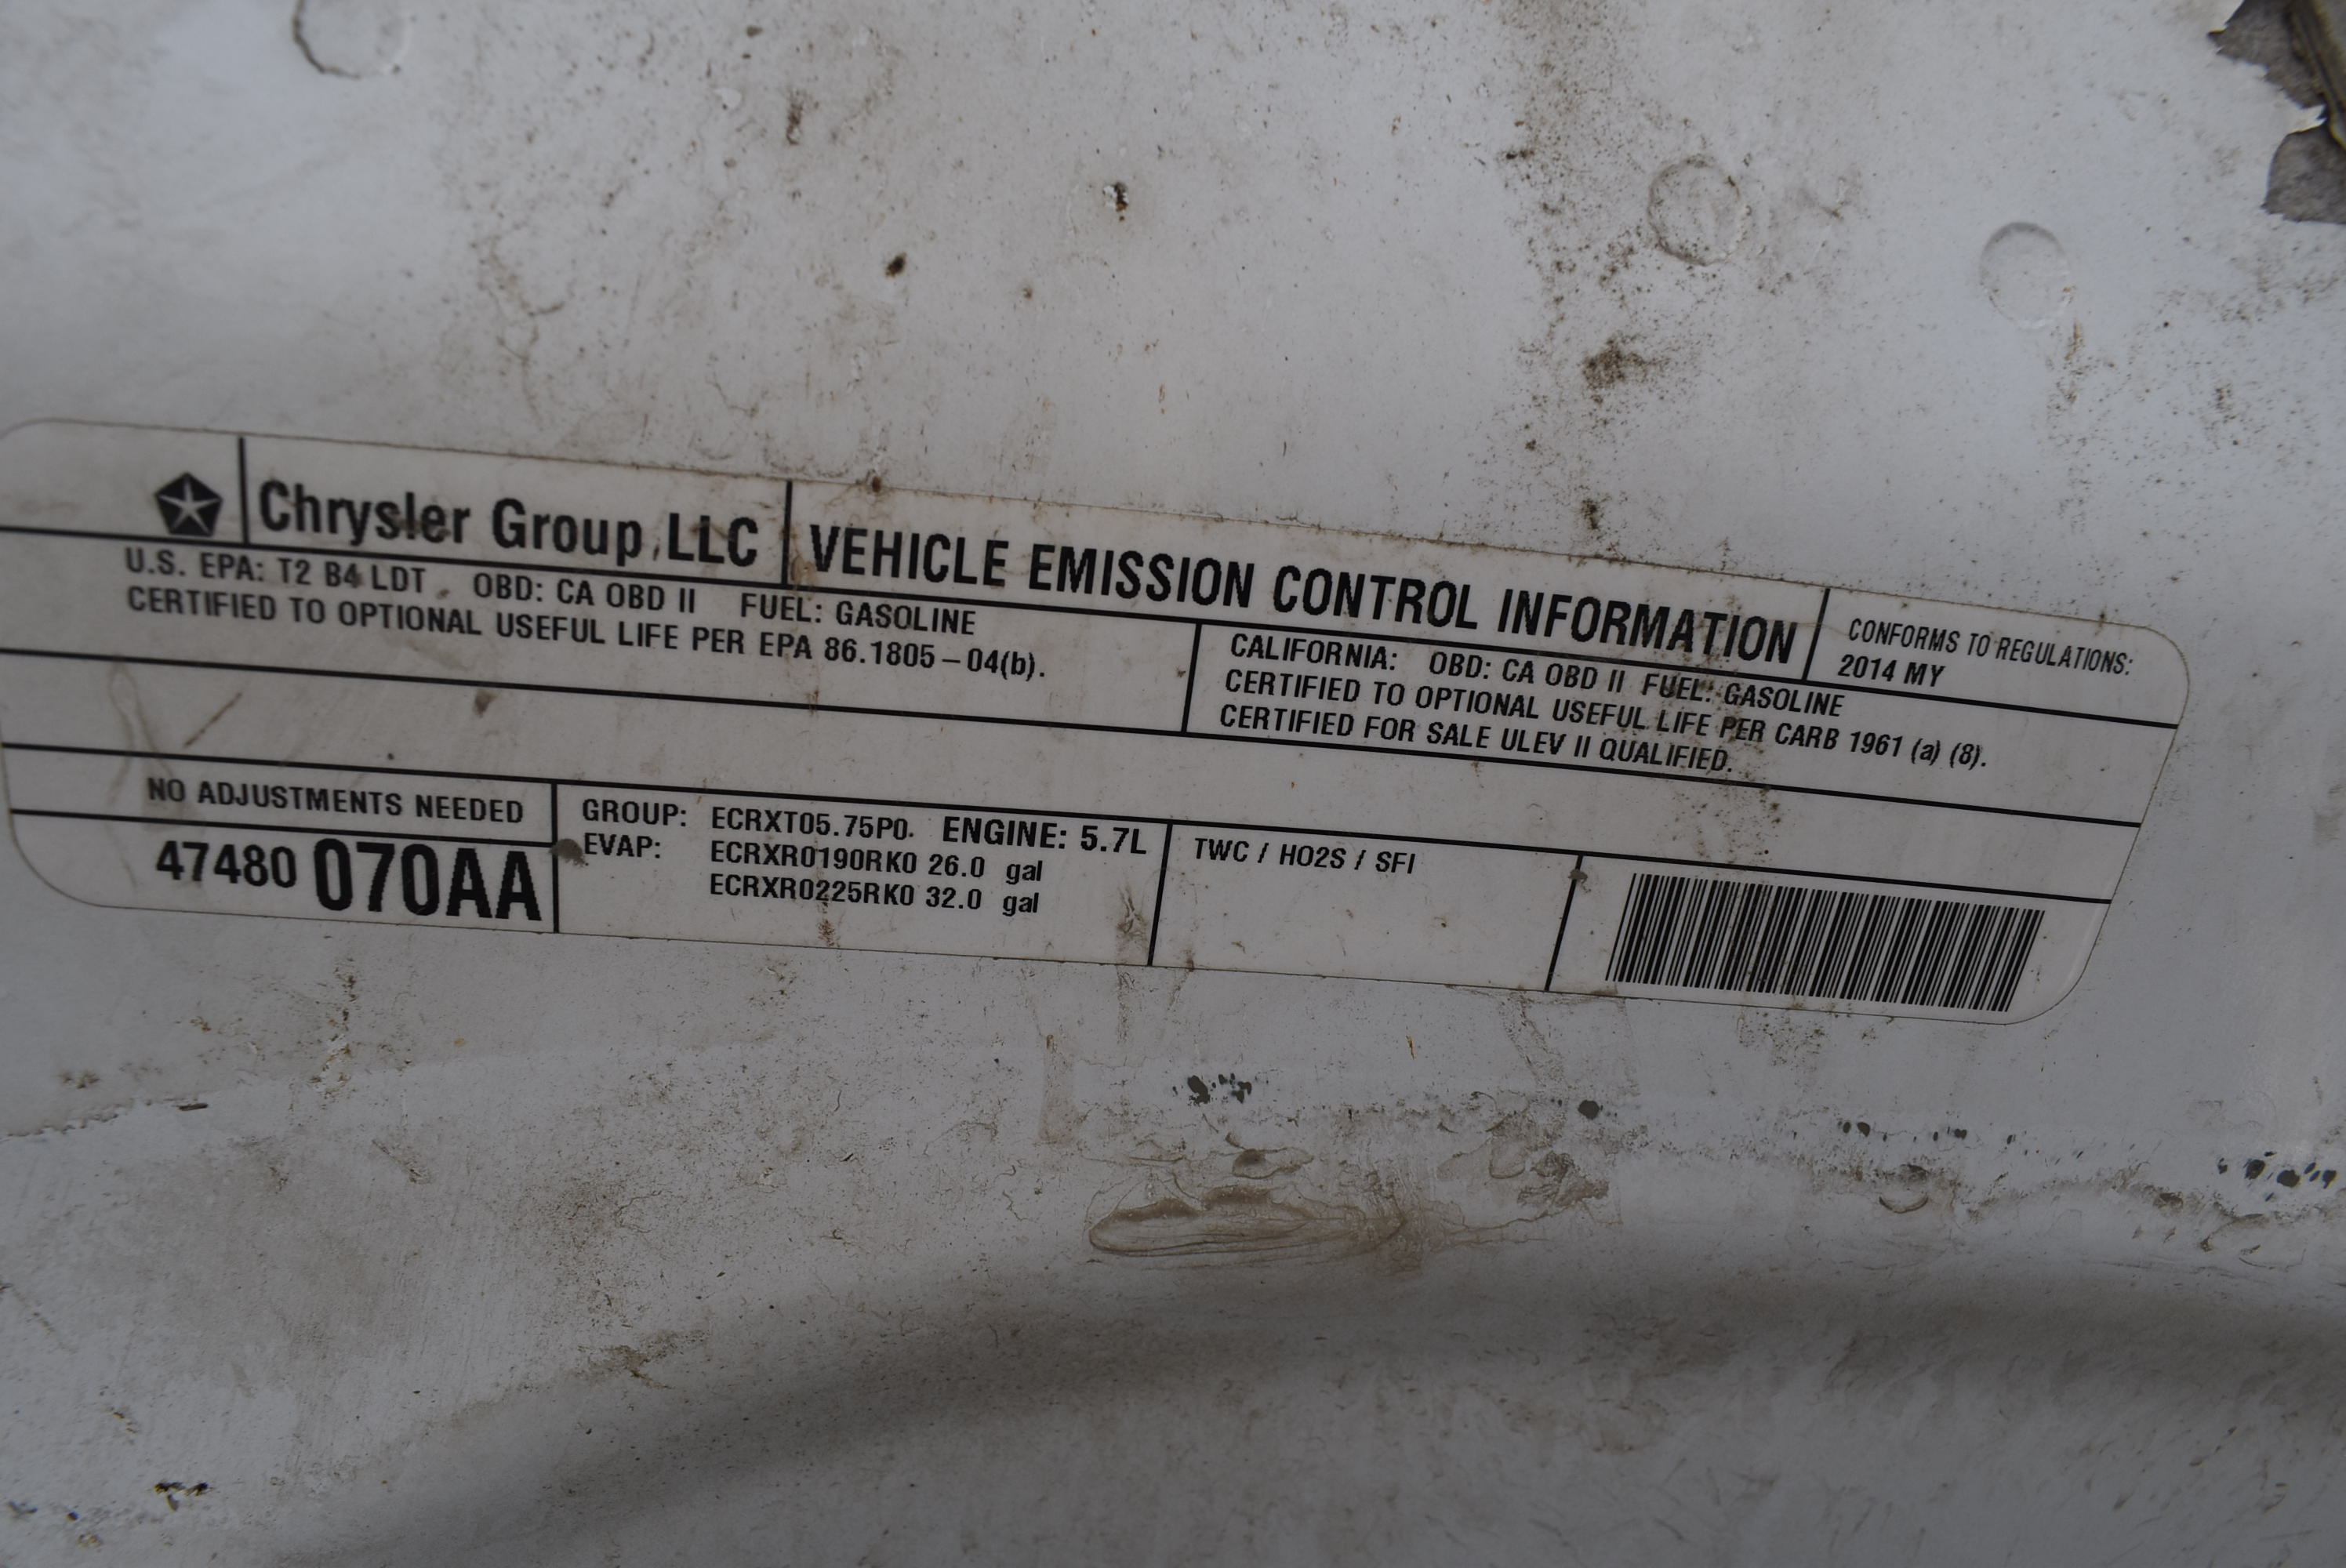 Chrysler Group LLC
VEHICLE EMISSION CONTROL INFORMATION
CONFORMS TO REGULATIONS:
2014 MY
U.S. EPA: T2 B4 LDT OBD: CA OBD II FUEL: GASOLINE
CERTIFIED TO OPTIONAL USEFUL LIFE PER EPA 86.1805-04(b).
CALIFORNIA: OBD: CA OBD II FUEL: GASOLINE
CERTIFIED TO OPTIONAL USEFUL LIFE PER CARB 1961 (a) (8).
CERTIFIED FOR SALE ULEV II QUALIFIED.
NO ADJUSTMENTS NEEDED
47480 070AA
GROUP: ECRXT05.75P0 ENGINE: 5.7L
EVAP: ECRXR0190RK0 26.0 gal
ECRXR0225RK0 32.0 gal
TWC / HO2S / SFI